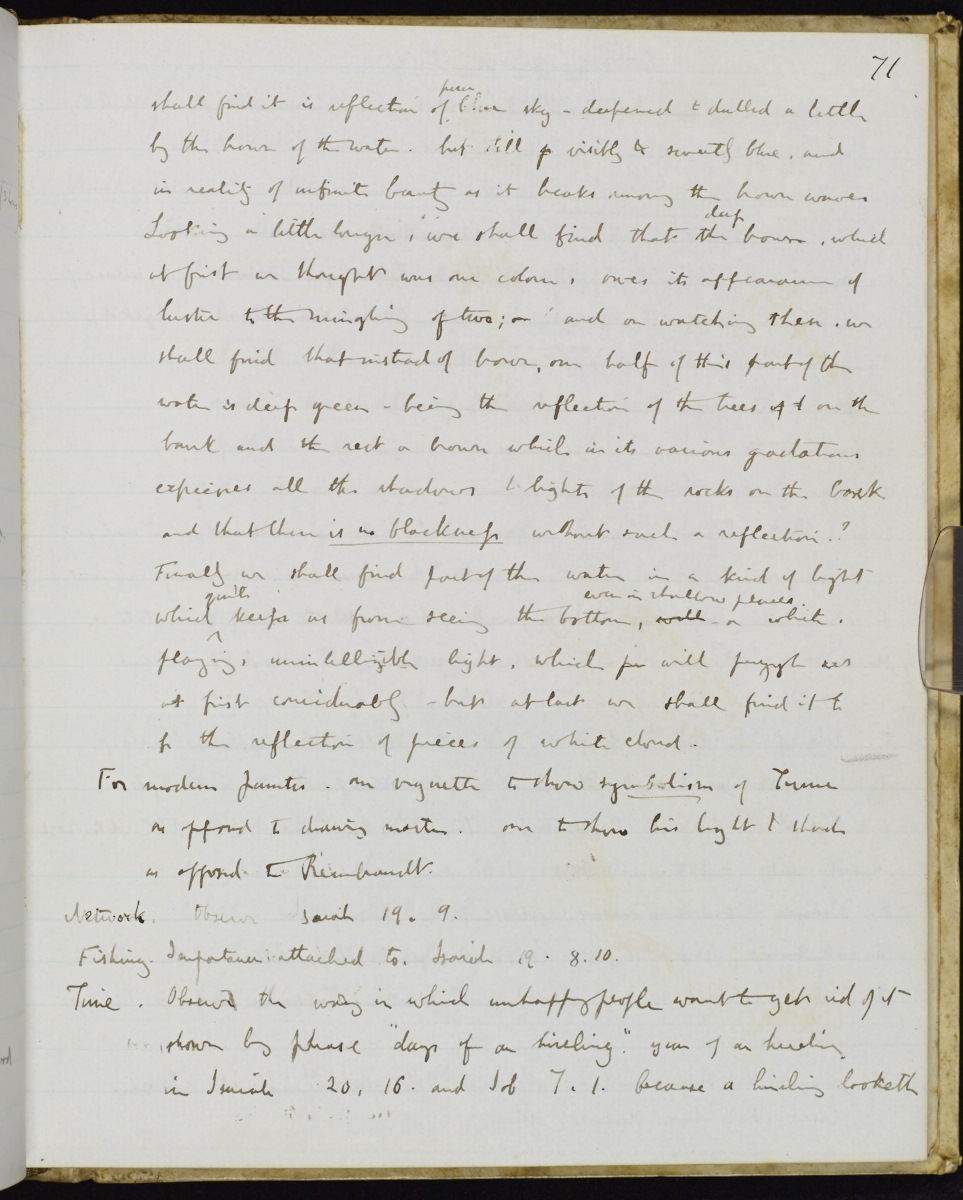 71
pure
shall find it is reflection of blue sky - deepened & dulled a little
by the brown of the water. but still visibly & sweetly blue, and
in reality of infinite beauty as it breaks among the brown waves
deep
Looking a little longer, we shall find that the brown, which
at first we thought was one colour, owes its appearance of
lustre to the mingling of two; and on watching these, we
shall find that instead of brown, one half of this part of the
water is deep green - being the reflection of the trees on the
bank and the rest a brown which in its various gradations
expresses all the shadows & lights of the rocks on the bank
and that there is no blackness without such a reflection.?
Finally we shall find part of the water in a kind of light
quite even in shallow places.
which keeps us from seeing the bottom, a white,
playing, unintelligible light, which will puzzle us
at first considerably - but at last we shall find it to
be the reflection of pieces of white cloud.
For modern painters. one vignette to show symbolism of Turner
as opposed to drawing master. one to show his light & shade
as opposed to Rembrandt.
Network. Observe Isaiah 19. 9.
Fishing. Importance attached to. Isaiah 19. 8. 10.
Time. Observe the way in which unhappy people want to get rid of it
shown by phrase "days of an hireling". year of an hireling
in Isaiah 20, 16. and Job 7. 1. because a hireling looketh